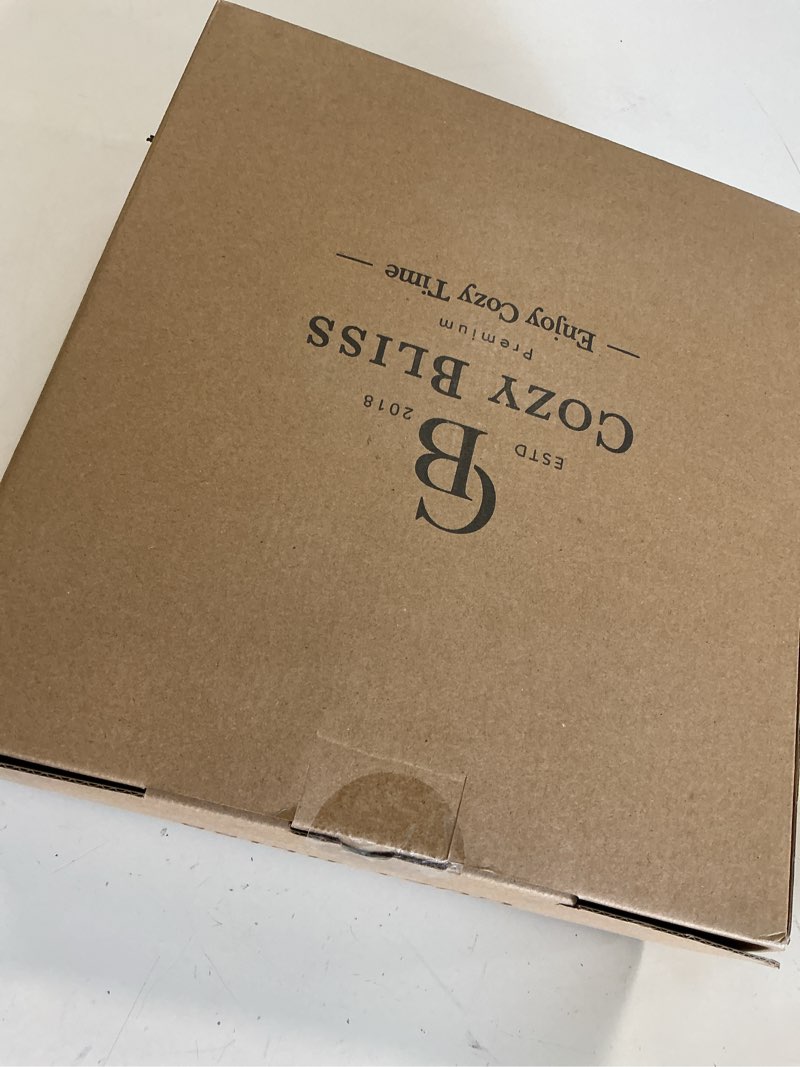 CB
ESTD 2018
COZY BLISS
Premium
— Enjoy Cozy Time —